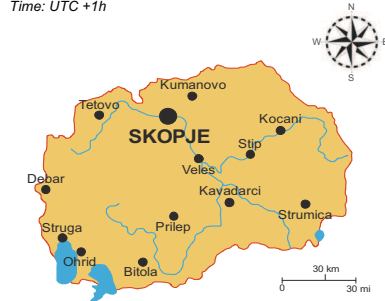 Time: UTC +1h
N
W
E
S
Kumanovo
Tetovo
Kocani
SKOPJE
Stip
Veles
Debar
Kavadarci
Strumica
Struga
Prilep
Ohrid
Bitola
30 km
0
30 mi